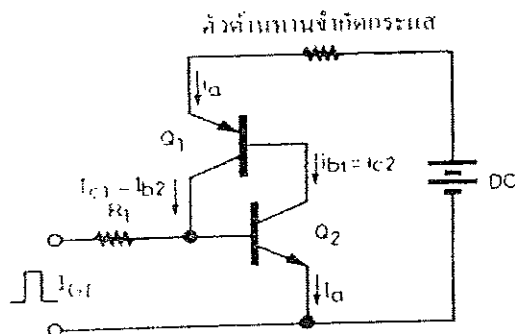 ตัวต้านทานจำกัดกระแส
Ia
Q1
Ic1 = Ib2
R1
Ib1 = Ic2
DC
Q2
Ia